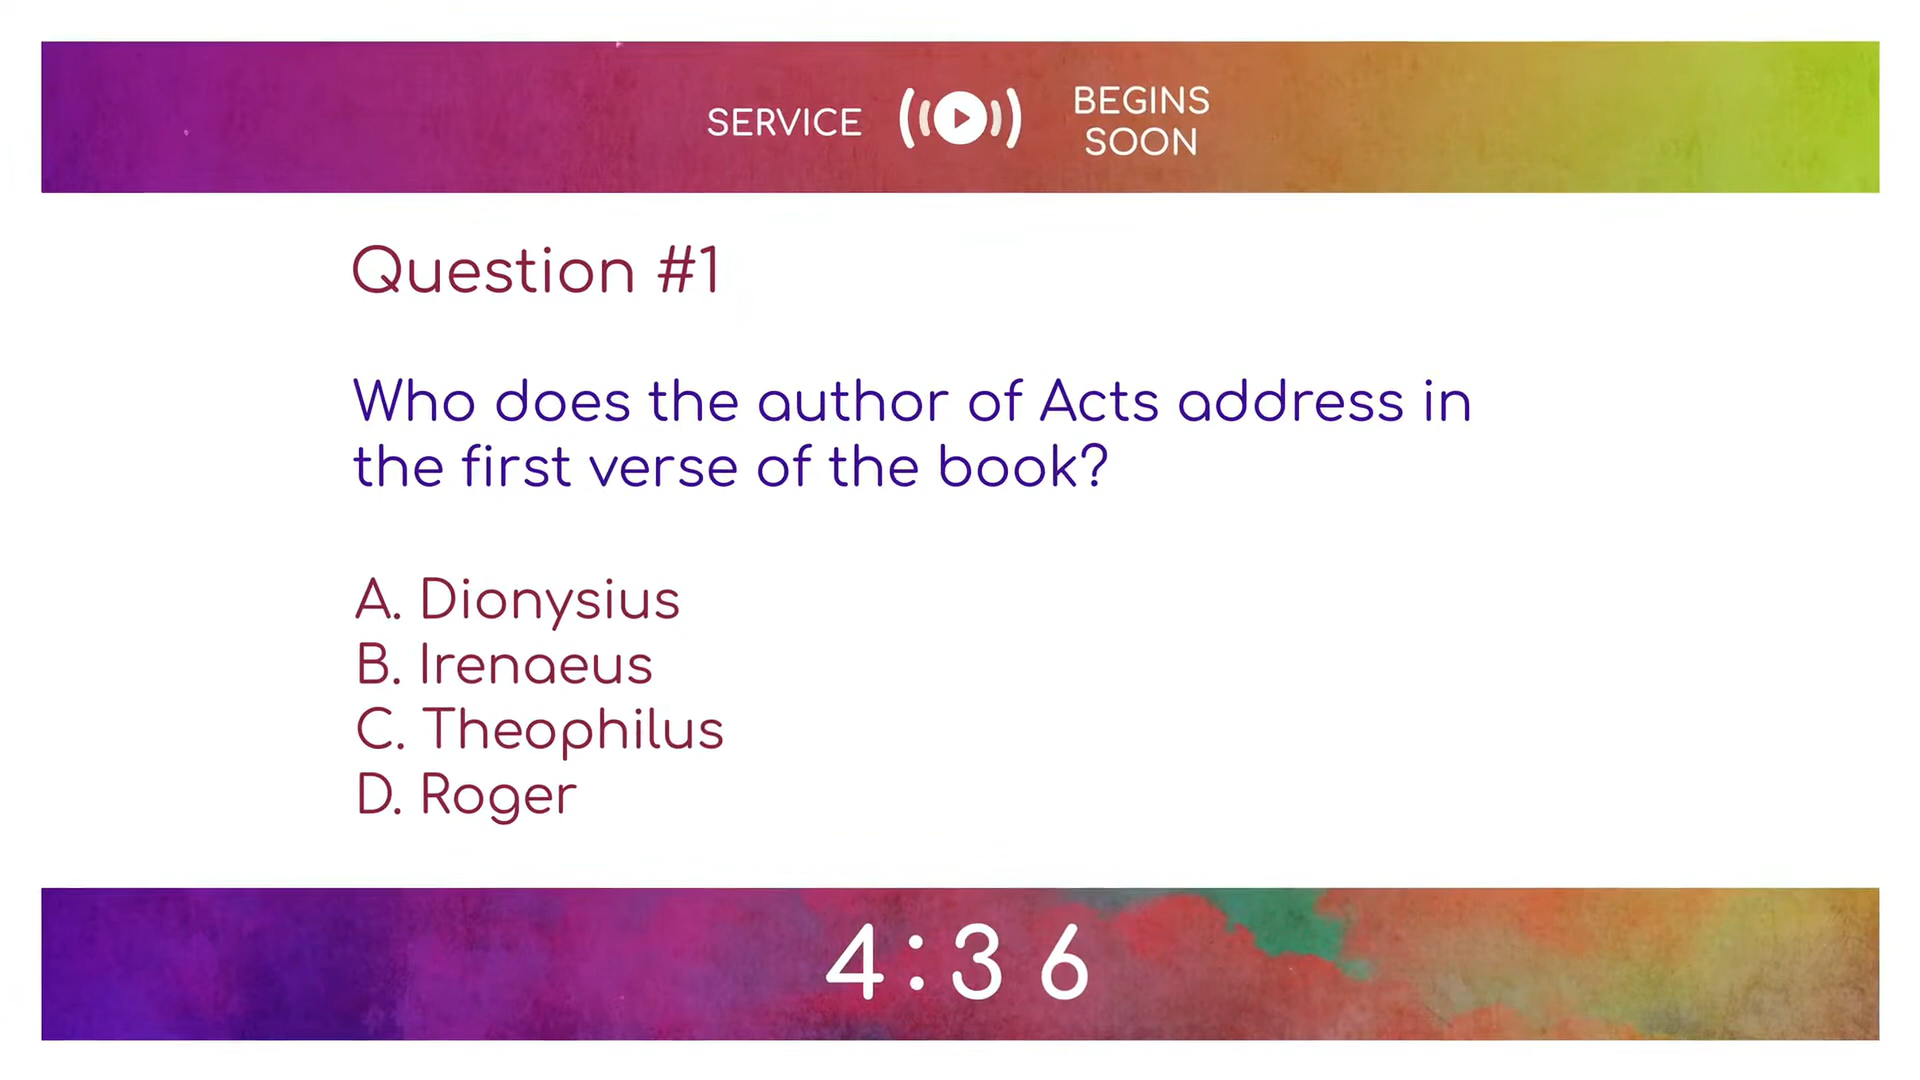 SERVICE
BEGINS
SOON
Question #1
Who does the author of Acts address in
the first verse of the book?
A. Dionysius
B. Irenaeus
C. Theophilus
D. Roger
4:36